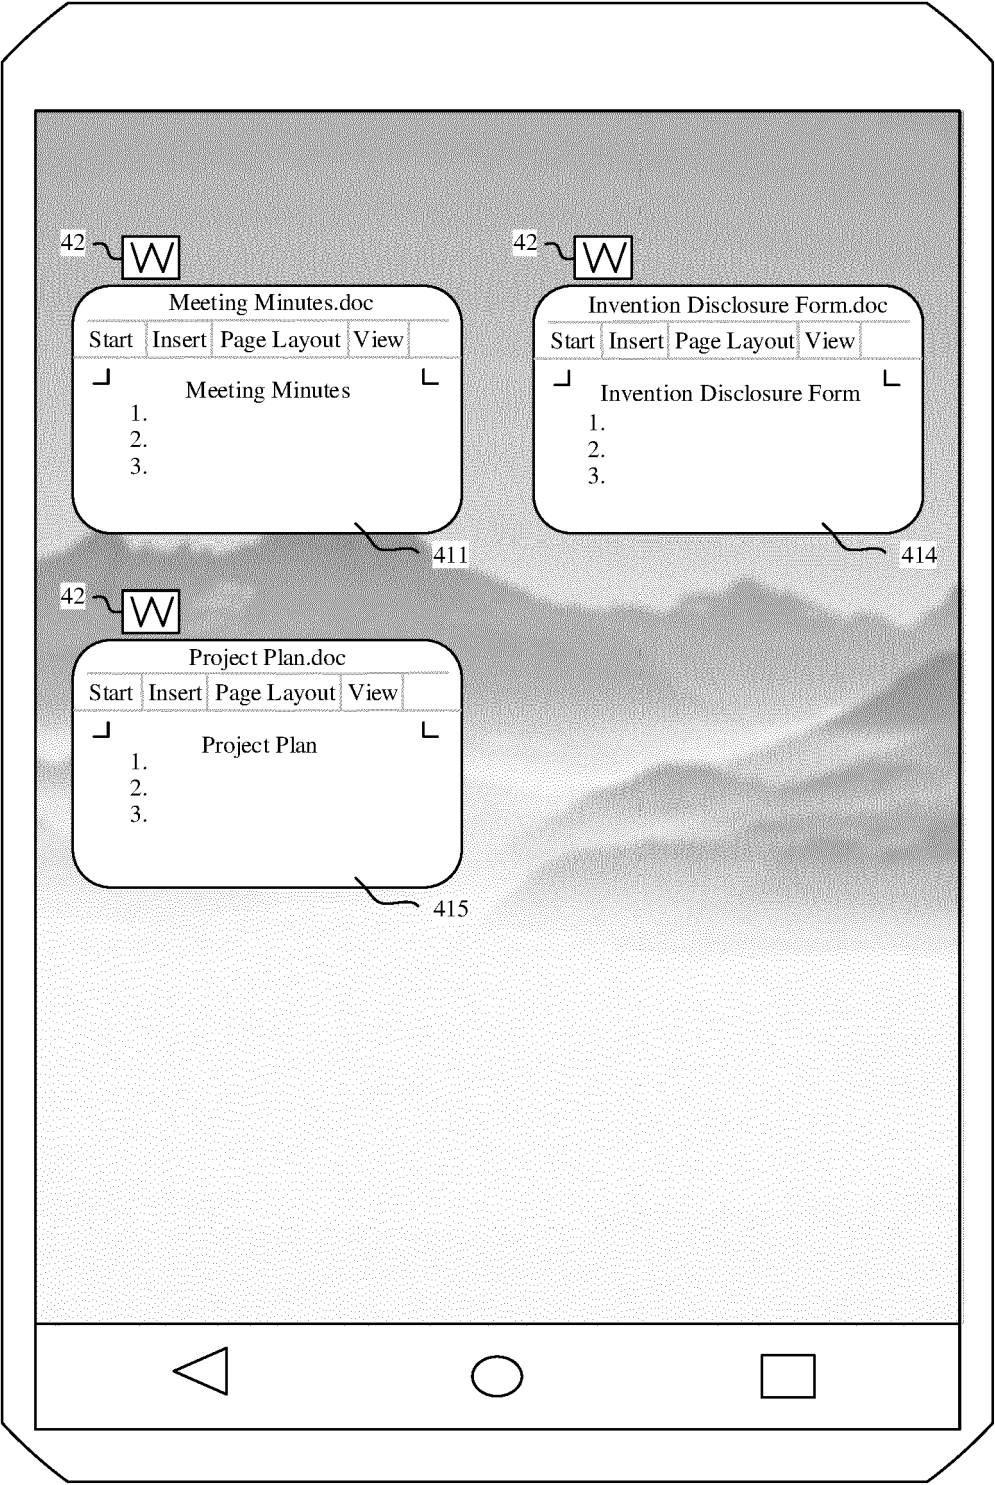 42 W
Meeting Minutes.doc
Start Insert Page Layout View
Meeting Minutes
1.
2.
3.
411
42 W
Invention Disclosure Form.doc
Start Insert Page Layout View
Invention Disclosure Form
1.
2.
3.
414
42 W
Project Plan.doc
Start Insert Page Layout View
Project Plan
1.
2.
3.
415